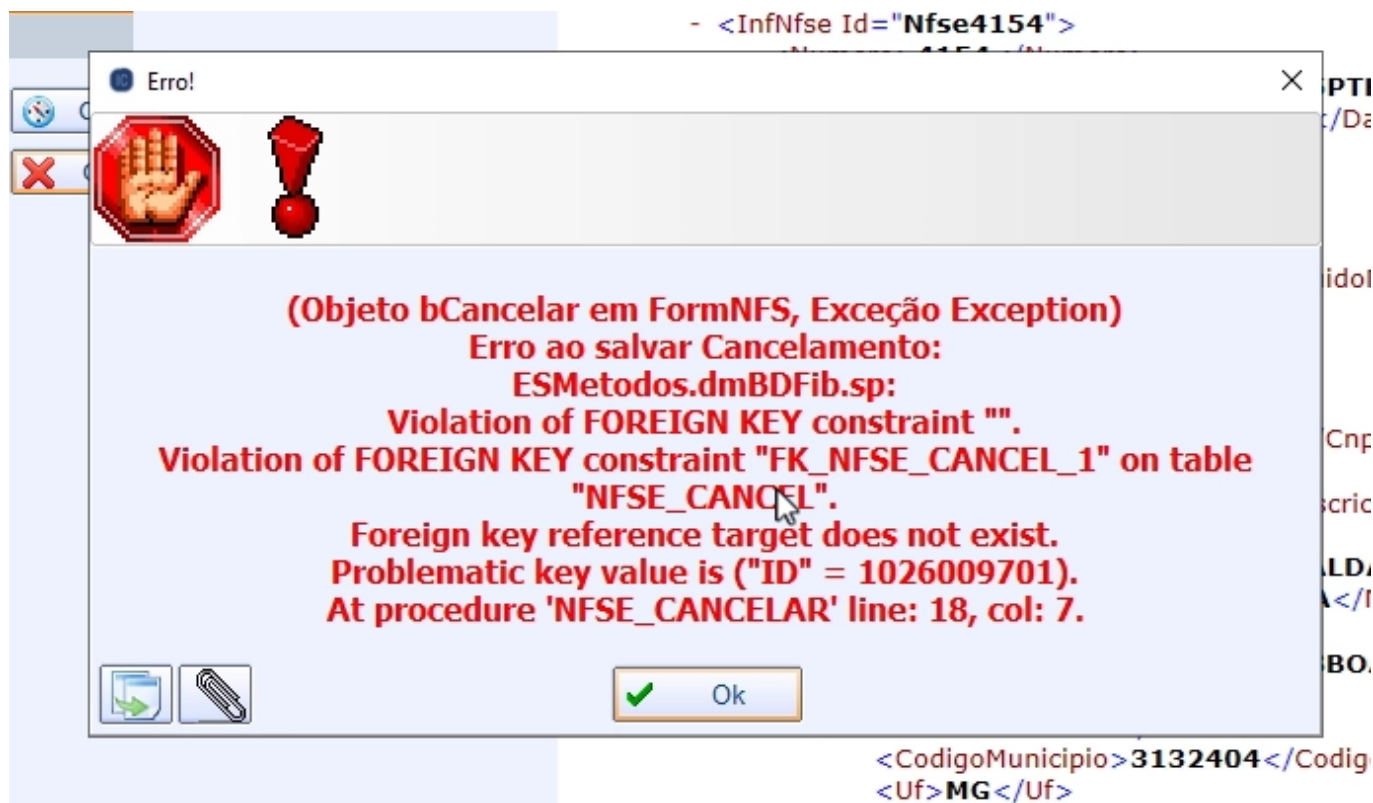 - <InfNfse Id="Nfse4154">
Erro!
(Objeto bCancelar em FormNFS, Exceção Exception)
Erro ao salvar Cancelamento:
ESMetodos.dmBDFib.sp:
Violation of FOREIGN KEY constraint "".
Violation of FOREIGN KEY constraint "FK_NFSE_CANCEL_1" on table
"NFSE_CANCEL".
Foreign key reference target does not exist.
Problematic key value is ("ID" = 1026009701).
At procedure 'NFSE_CANCELAR' line: 18, col: 7.
Ok
<CodigoMunicipio>3132404</Codig
<Uf>MG</Uf>